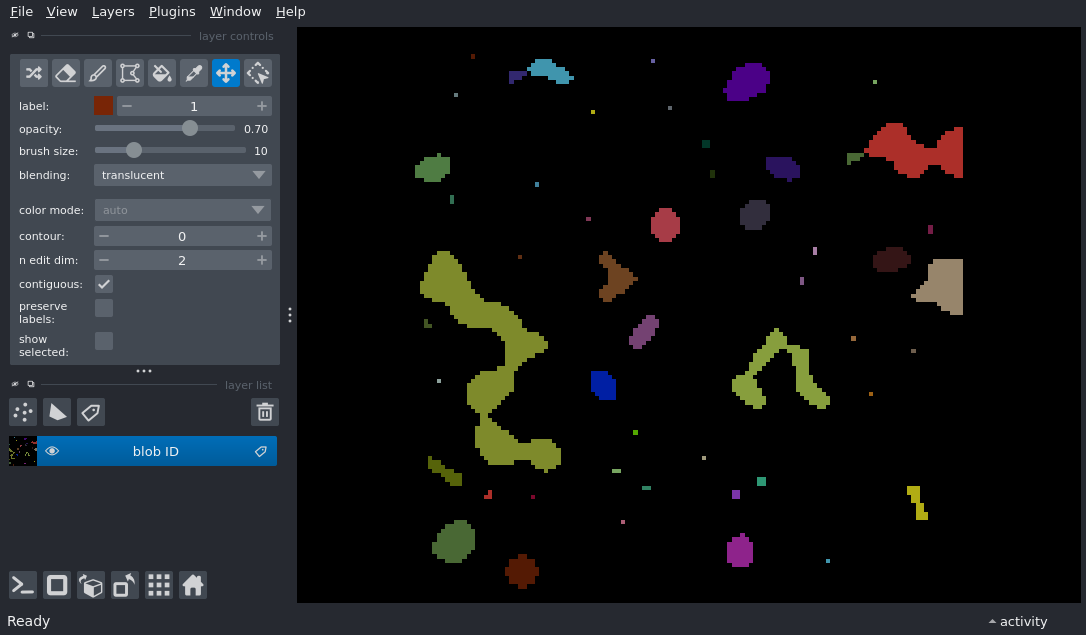 File View Layers Plugins Window Help
layer controls
label: 1
opacity: 0.70
brush size: 10
blending: translucent
color mode: auto
contour: 0
n edit dim: 2
contiguous:
preserve
labels:
show
selected:
layer list
blob ID
Ready
activity